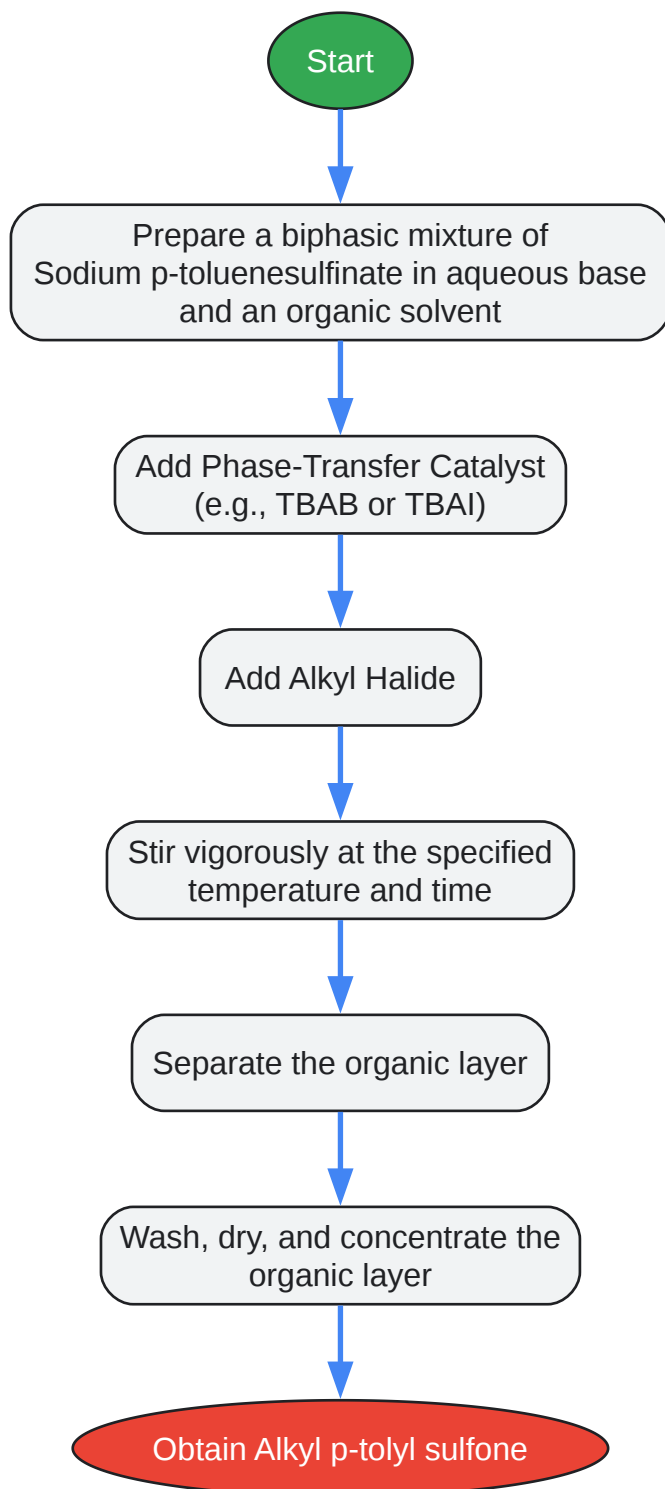 Start
Prepare a biphasic mixture of
Sodium p-toluenesulfinate in aqueous base
and an organic solvent
Add Phase-Transfer Catalyst
(e.g., TBAB or TBAI)
Add Alkyl Halide
Stir vigorously at the specified
temperature and time
Separate the organic layer
Wash, dry, and concentrate the
organic layer
Obtain Alkyl p-tolyl sulfone